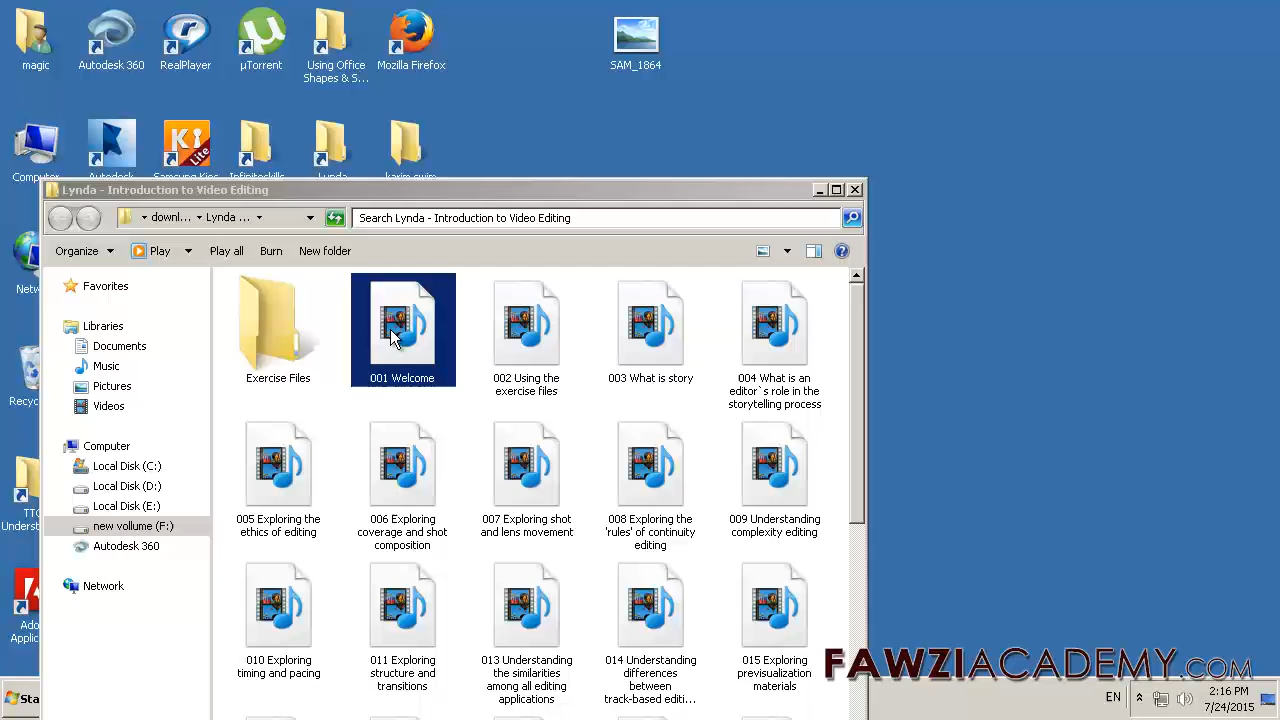 magic
Autodesk 360
RealPlayer
µTorrent
Using Office
Shapes & S...
Mozilla Firefox
SAM_1864
Computer
Autodesk
Samsung Kies
Ki
Lite
Infiniteskills
Lynda
karim swim
Lynda - Introduction to Video Editing
downl...
Lynda ...
Search Lynda - Introduction to Video Editing
Organize
Play
Play all
Burn
New folder
Favorites
Libraries
Documents
Music
Pictures
Videos
Computer
Local Disk (C:)
Local Disk (D:)
Local Disk (E:)
new vollume (F:)
Autodesk 360
Network
Exercise Files
001 Welcome
002 Using the
exercise files
003 What is story
004 What is an
editor`s role in the
storytelling process
005 Exploring the
ethics of editing
006 Exploring
coverage and shot
composition
007 Exploring shot
and lens movement
008 Exploring the
'rules' of continuity
editing
009 Understanding
complexity editing
010 Exploring
timing and pacing
011 Exploring
structure and
transitions
013 Understanding
the similarities
among all editing
applications
014 Understanding
differences
between
track-based editi...
015 Exploring
previsualization
materials
Netw
Recyc
TTC
Underst
Ado
Applic
FAWZIACADEMY.COM
Sta
EN
2:16 PM
7/24/2015